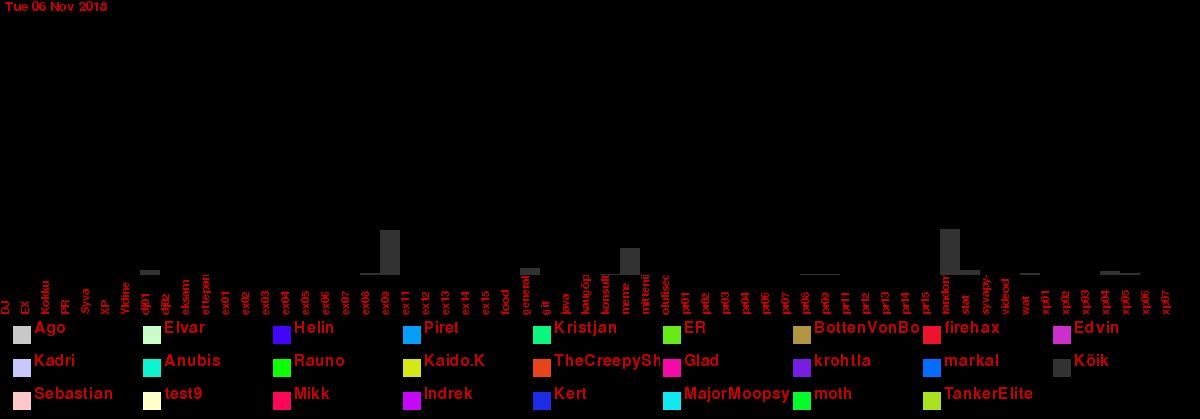 Tue 06 Nov 2018
DJ EX Kokku PR Syva XP Yldine dj01 dj02 eksam ettepan ex01 ex02 ex03 ex04 ex05 ex06 ex07 ex08 ex09 ex11 ex12 ex13 ex14 ex15 food general git java kaugõp konsult meme mitteinf olulisec pr01 pr02 pr03 pr04 pr06 pr07 pr08 pr09 pr11 pr12 pr13 pr14 pr15 random stat syvapy- videod wat xp01 xp02 xp03 xp04 xp05 xp06 xp07
Ago Elvar Helin Piret Kristjan ER BottenVonBo firehax Edvin
Kadri Anubis Rauno Kaido.K TheCreepySh Glad krohtla markal Kõik
Sebastian test9 Mikk Indrek Kert MajorMoopsy moth TankerElite